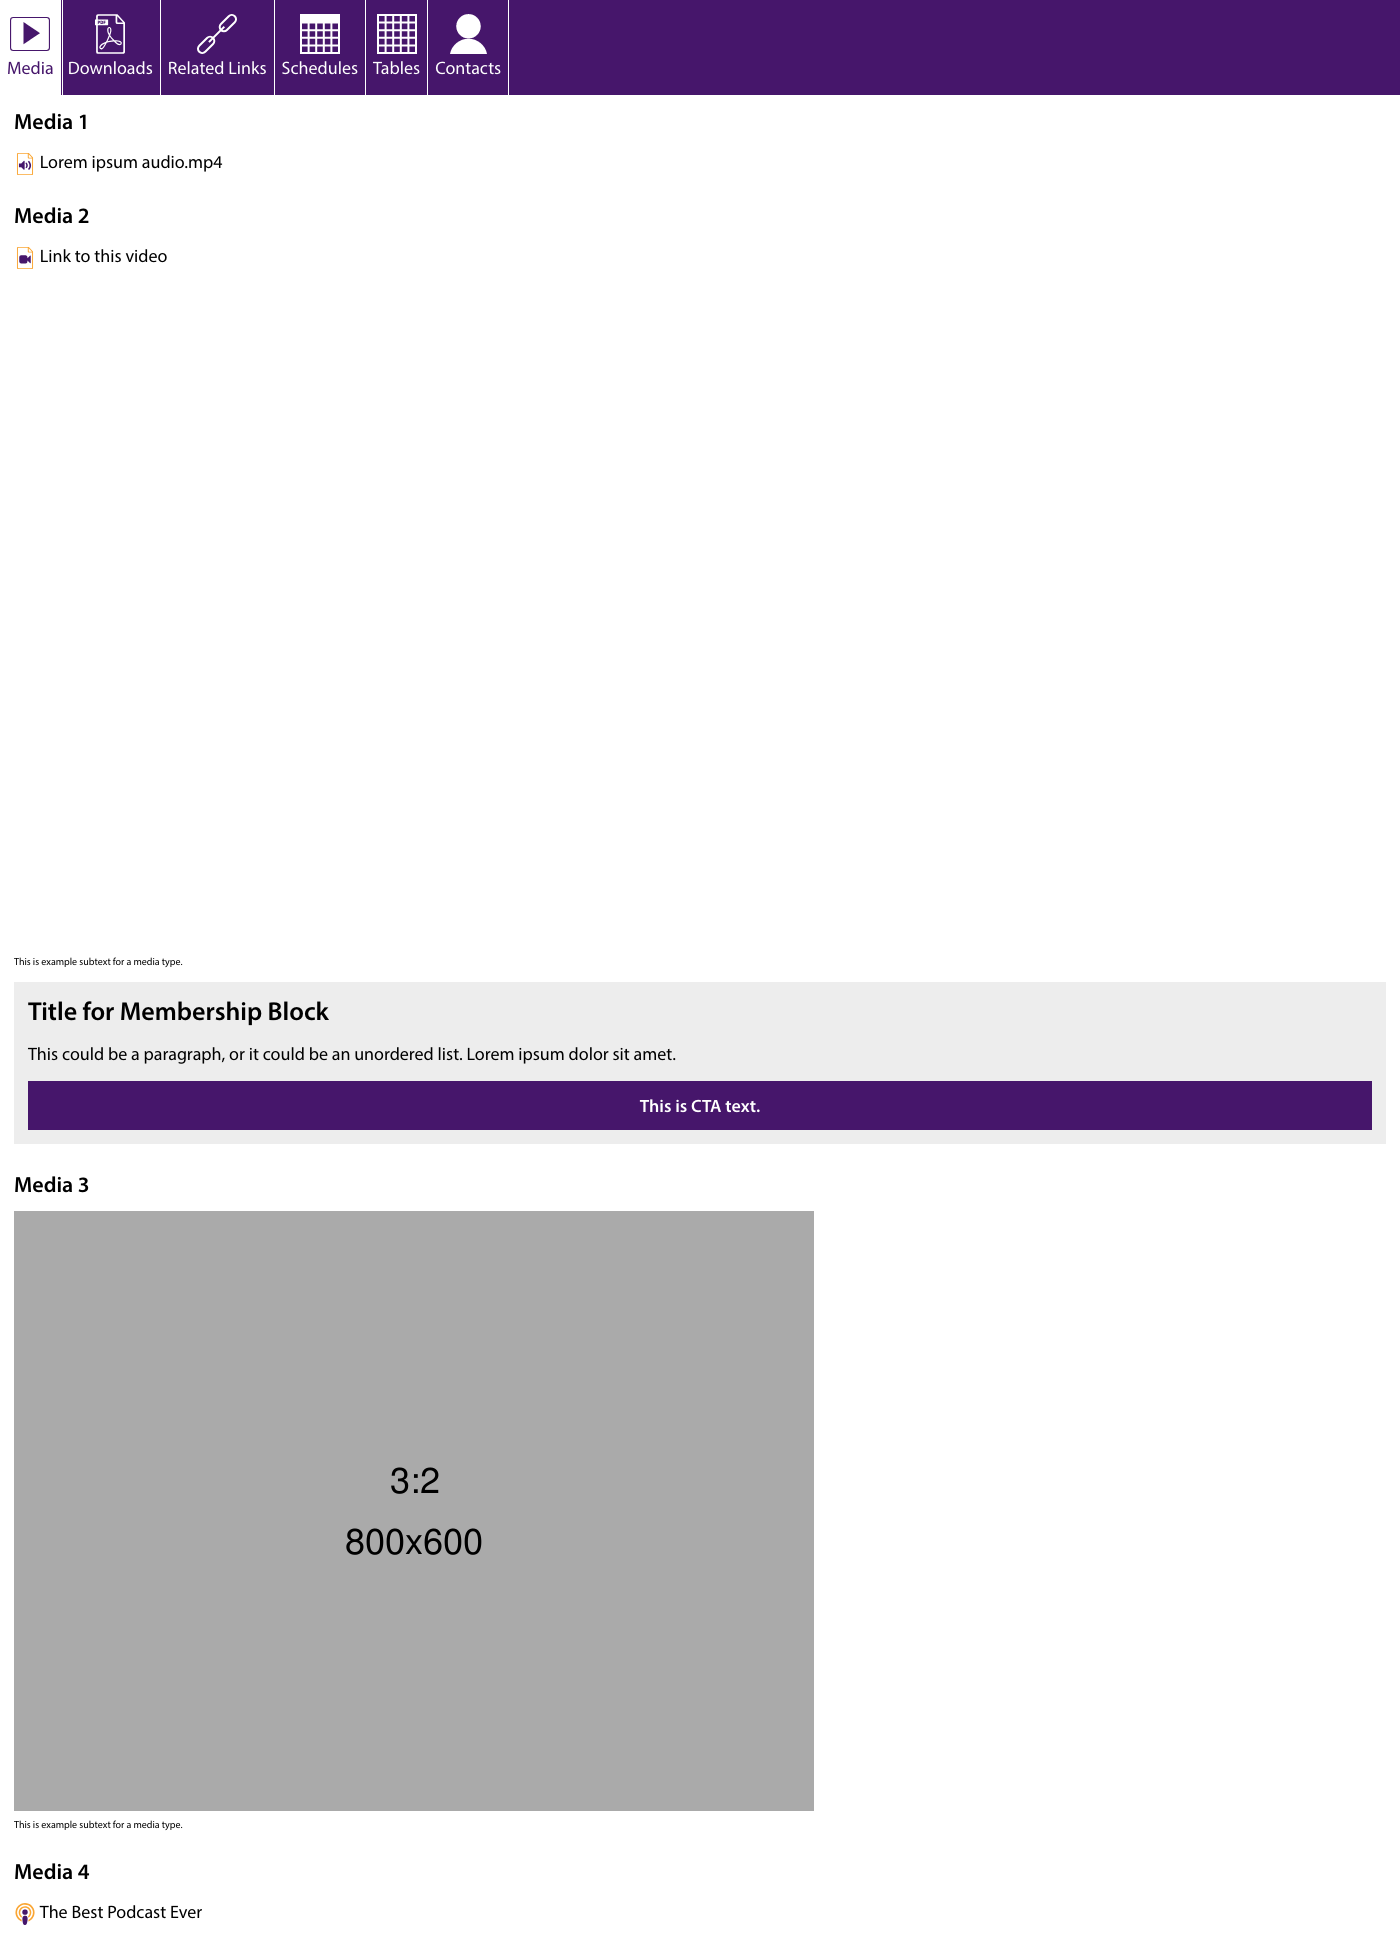 Media
Downloads
Related Links
Schedules
Tables
Contacts
Media 1
Lorem ipsum audio.mp4
Media 2
Link to this video
This is example subtext for a media type.
Title for Membership Block
This could be a paragraph, or it could be an unordered list. Lorem ipsum dolor sit amet.
This is CTA text.
Media 3
3:2
800x600
This is example subtext for a media type.
Media 4
The Best Podcast Ever